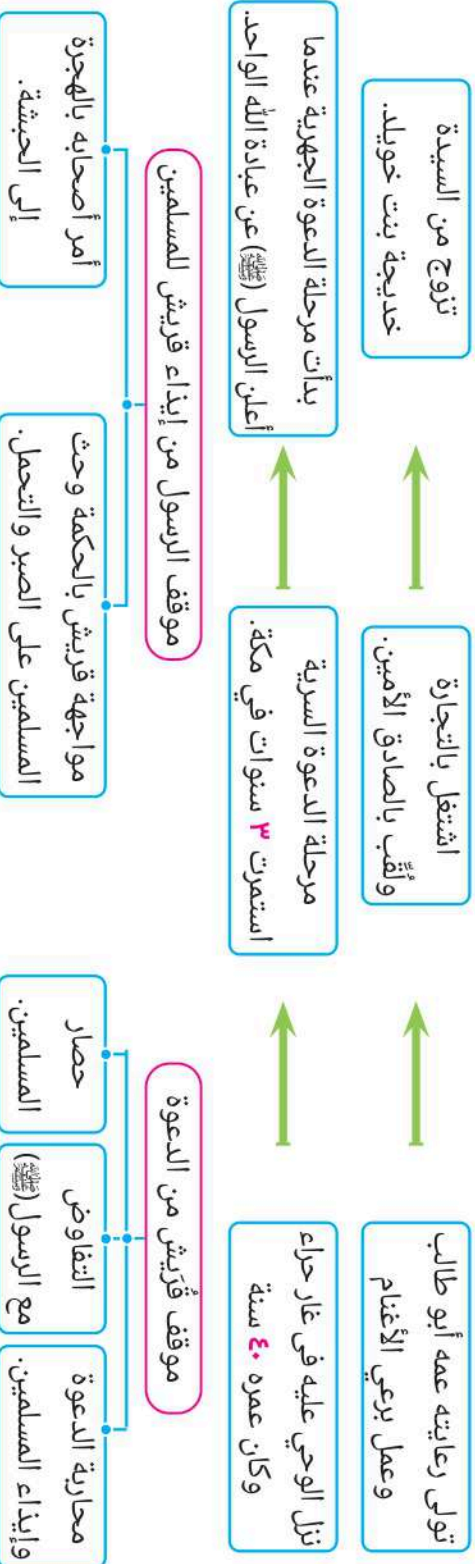 تولى رعايته عمه أبو طالب
وعمل برعي الأغنام
اشتغل بالتجارة
ولُقِّب بالصادق الأمين.
تزوج من السيدة
خديجة بنت خويلد.
نزل الوحي عليه في غار حراء
وكان عمره ٤٠ سنة
مرحلة الدعوة السرية
استمرت ٣ سنوات في مكة.
بدأت مرحلة الدعوة الجهرية عندما
أعلن الرسول (ﷺ) عن عبادة الله الواحد.
موقف قُرَيش من الدعوة
محاربة الدعوة
وإيذاء المسلمين.
التفاوض
مع الرسول (ﷺ)
حصار
المسلمين.
موقف الرسول من إيذاء قريش للمسلمين
مواجهة قريش بالحكمة وحث
المسلمين على الصبر والتحمل.
أمر أصحابه بالهجرة
إلى الحبشة.